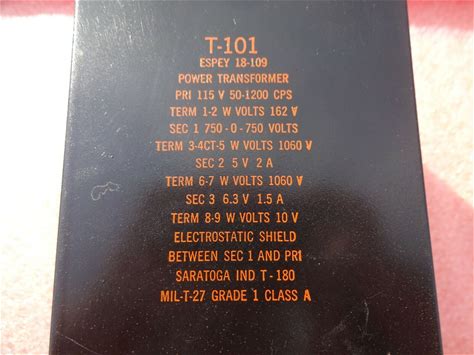 T-101
ESPEY 18-109
POWER TRANSFORMER
PRI 115 V 50-1200 CPS
TERM 1-2 W VOLTS 162 V
SEC 1 750-0-750 VOLTS
TERM 3-4CT-5 W VOLTS 1060 V
SEC 2 5 V 2 A
TERM 6-7 W VOLTS 1060 V
SEC 3 6.3 V 1.5 A
TERM 8-9 W VOLTS 10 V
ELECTROSTATIC SHIELD
BETWEEN SEC 1 AND PRI
SARATOGA IND T-180
MIL-T-27 GRADE 1 CLASS A